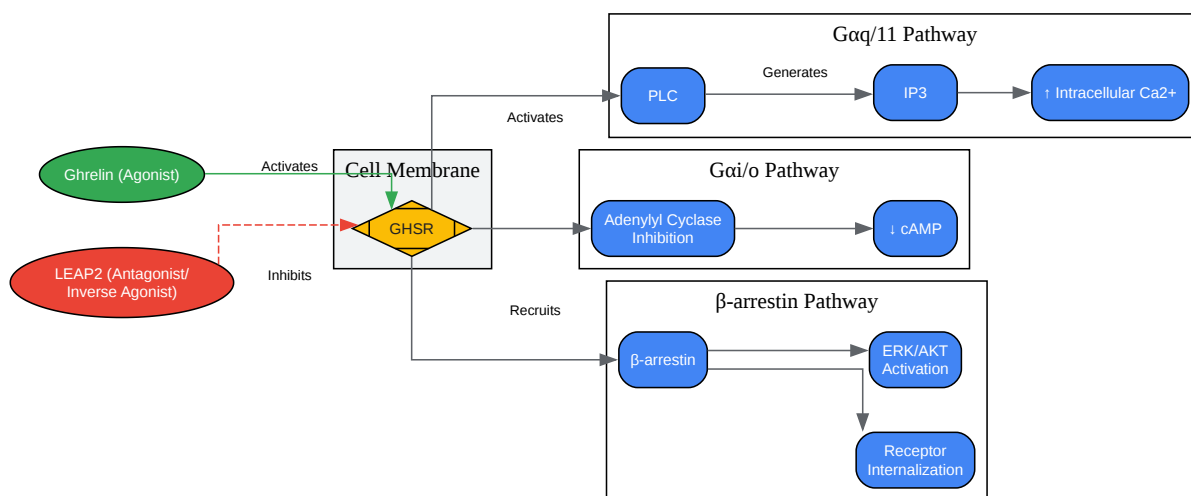 Gαq/11 Pathway
PLC
Generates
IP3
↑ Intracellular Ca2+
Activates
Ghrelin (Agonist)
Activates
Cell Membrane
GHSR
Gαi/o Pathway
Adenylyl Cyclase
Inhibition
↓ cAMP
LEAP2 (Antagonist/
Inverse Agonist)
Inhibits
Recruits
β-arrestin Pathway
β-arrestin
ERK/AKT
Activation
Receptor
Internalization